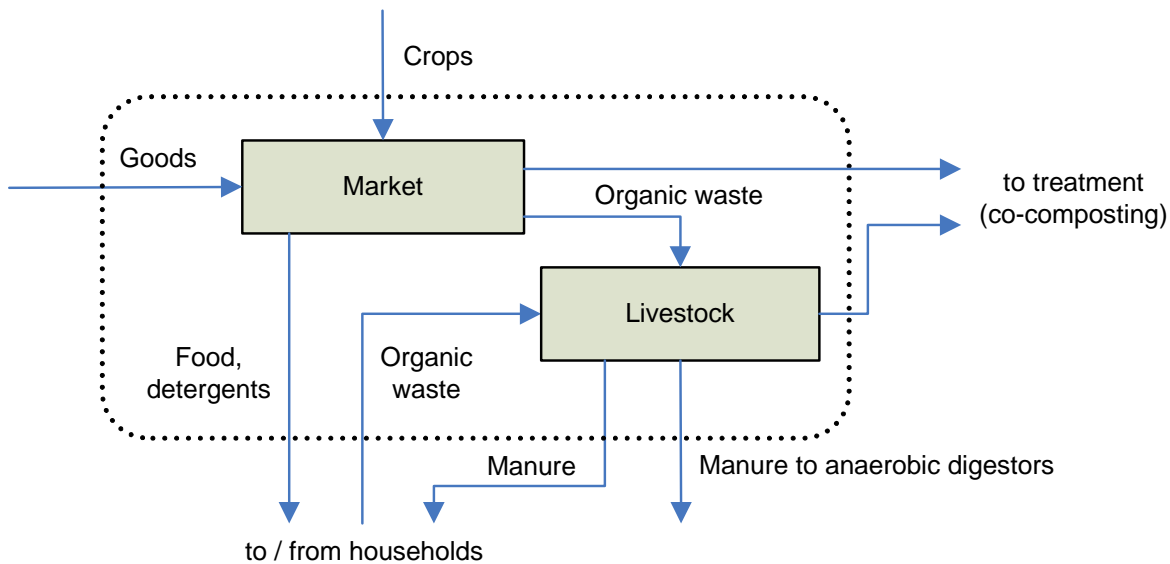 Crops
Goods
Market
Organic waste
to treatment
(co-composting)
Livestock
Food,
detergents
Organic
waste
Manure
Manure to anaerobic digestors
to / from households